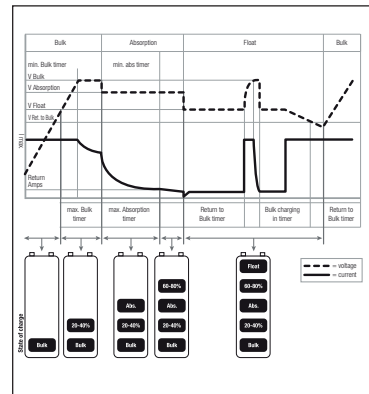 Bulk Absorption Float Bulk
min. Bulk timer min. abs timer
V Bulk
V Absorption
V Float
V Ret. to Bulk
I max
Return
Amps
max. Bulk
timer
max. Absorption
timer
Return to
Bulk timer
Bulk charging
in timer
Return to
Bulk timer
State of charge
Bulk
20-40%
Bulk
Abs.
20-40%
Bulk
60-80%
Abs.
20-40%
Bulk
Float
60-80%
Abs.
20-40%
Bulk
= voltage
= current